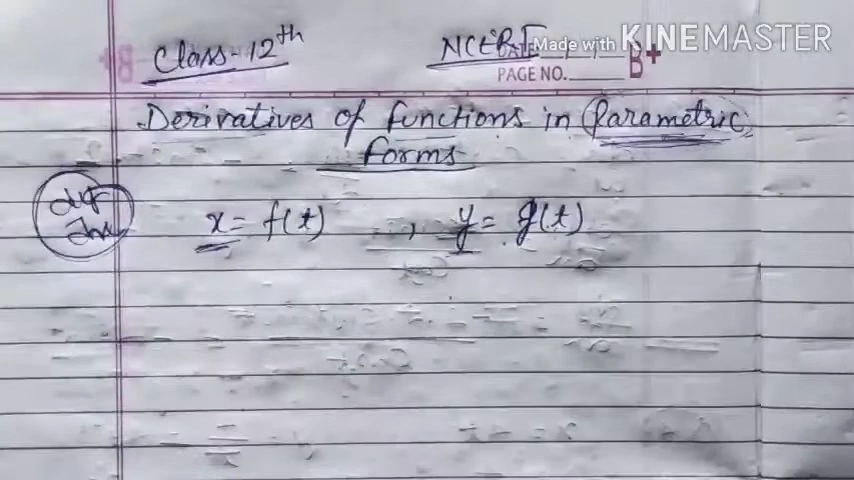 Class-12th
NCERT
Made with KINEMASTER
PAGE NO.
B+
Derivatives of functions in Parametric
forms
x = f(t) , y = g(t)